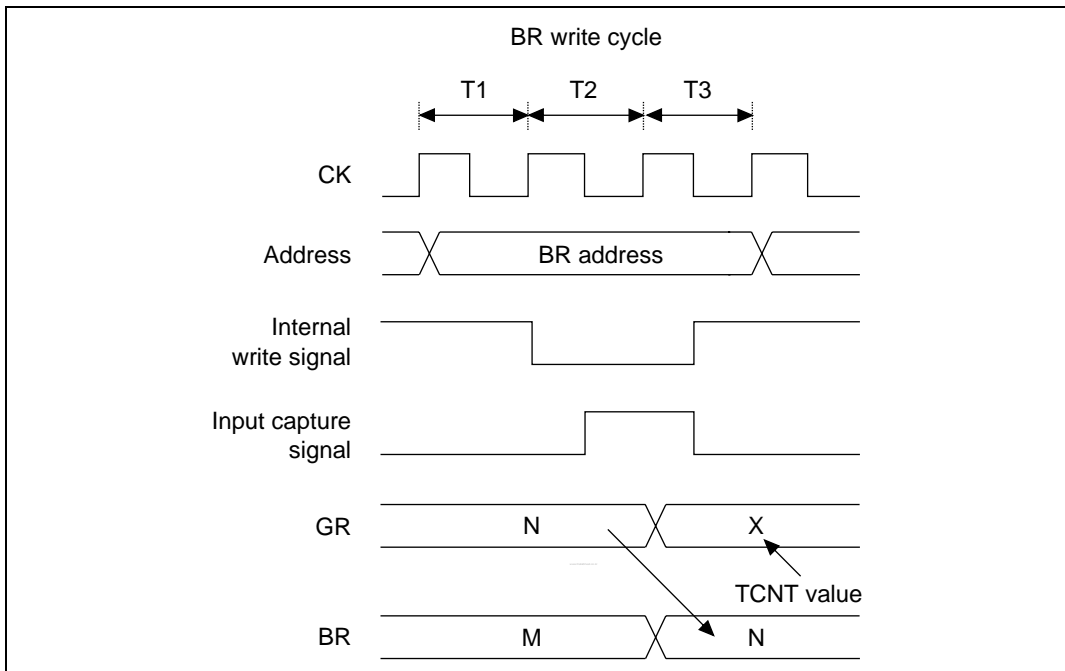 BR write cycle
T1 T2 T3
CK
Address
BR address
Internal
write signal
Input capture
signal
GR
N
X
TCNT value
BR
M
N